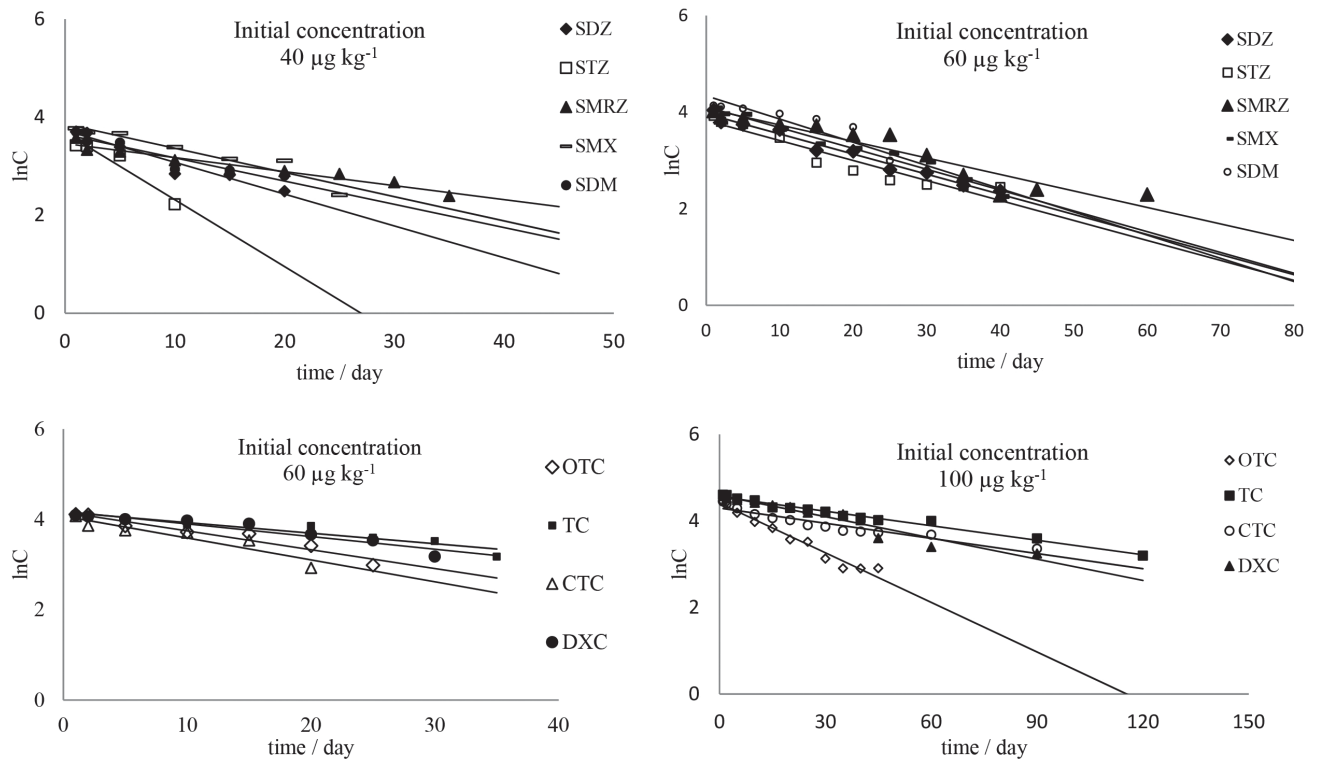 Initial concentration
40 µg kg-1
SDZ
STZ
SMRZ
SMX
SDM
lnC
6
4
2
0
0 10 20 30 40 50
time / day
Initial concentration
60 µg kg-1
SDZ
STZ
SMRZ
SMX
SDM
lnC
6
4
2
0
0 10 20 30 40 50 60 70 80
time / day
Initial concentration
60 µg kg-1
OTC
TC
CTC
DXC
lnC
6
4
2
0
0 10 20 30 40
time / day
Initial concentration
100 µg kg-1
OTC
TC
CTC
DXC
lnC
6
4
2
0
0 30 60 90 120 150
time / day